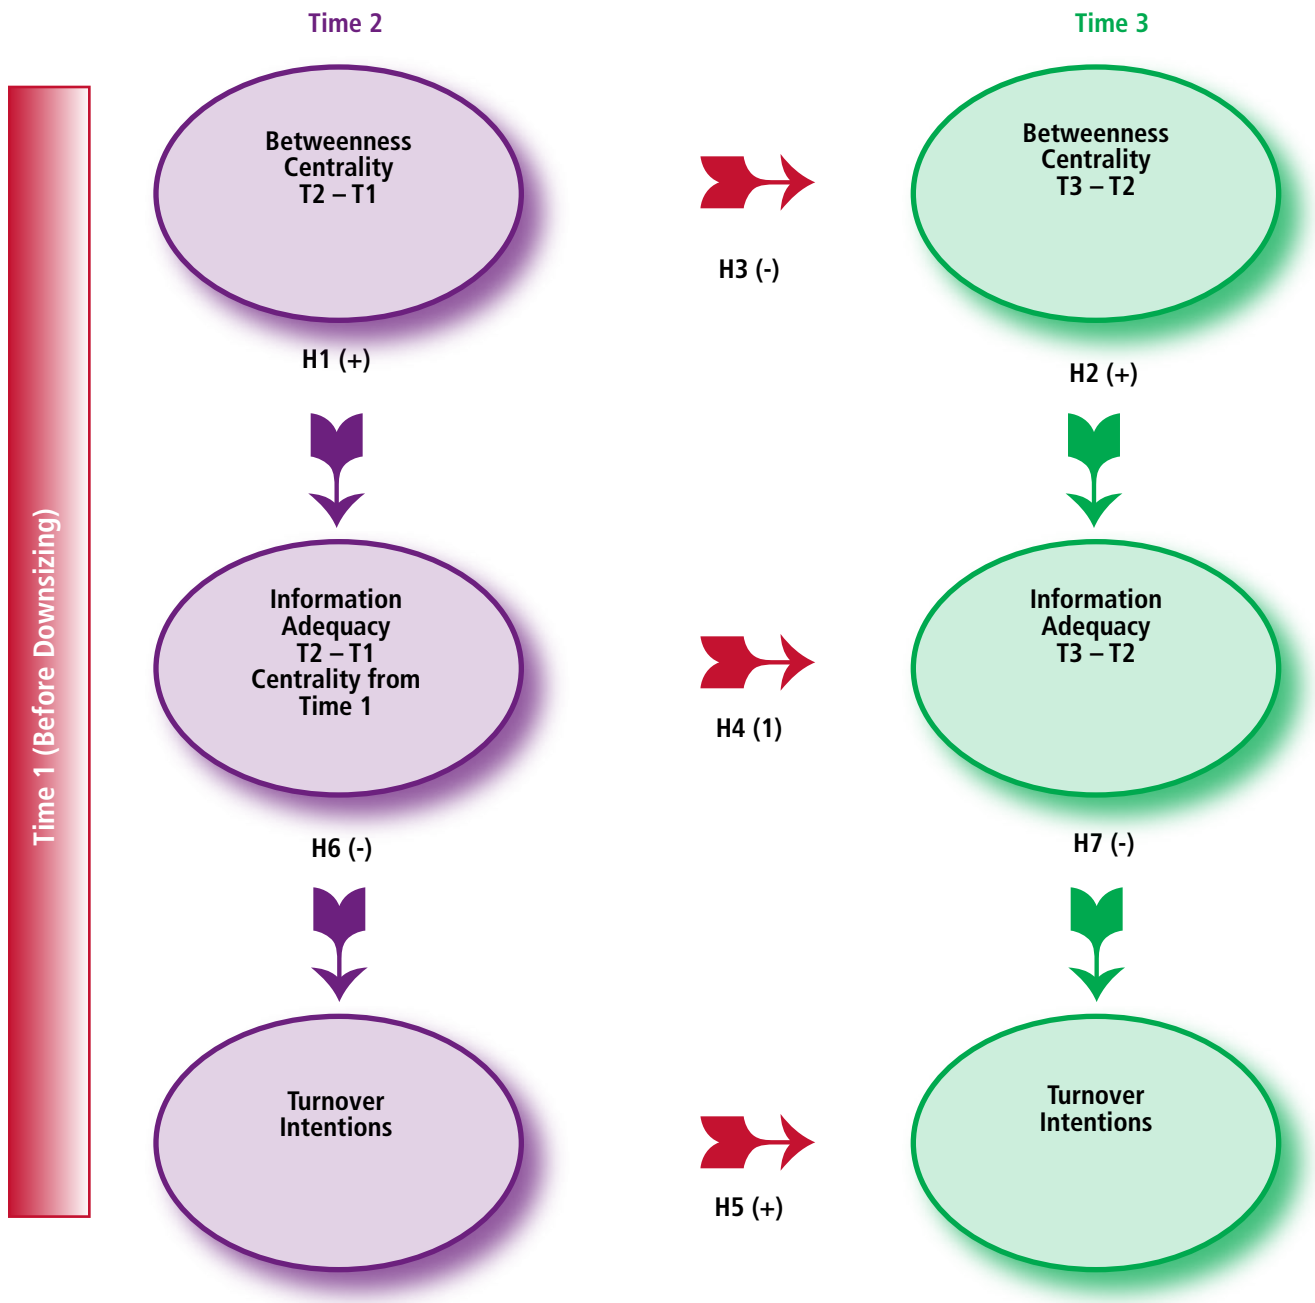 Time 2
Time 3
Betweenness
Centrality
T2 – T1
Betweenness
Centrality
T3 – T2
H3 (-)
H1 (+)
H2 (+)
Time 1 (Before Downsizing)
Information
Adequacy
T2 – T1
Centrality from
Time 1
Information
Adequacy
T3 – T2
H4 (1)
H6 (-)
H7 (-)
Turnover
Intentions
Turnover
Intentions
H5 (+)